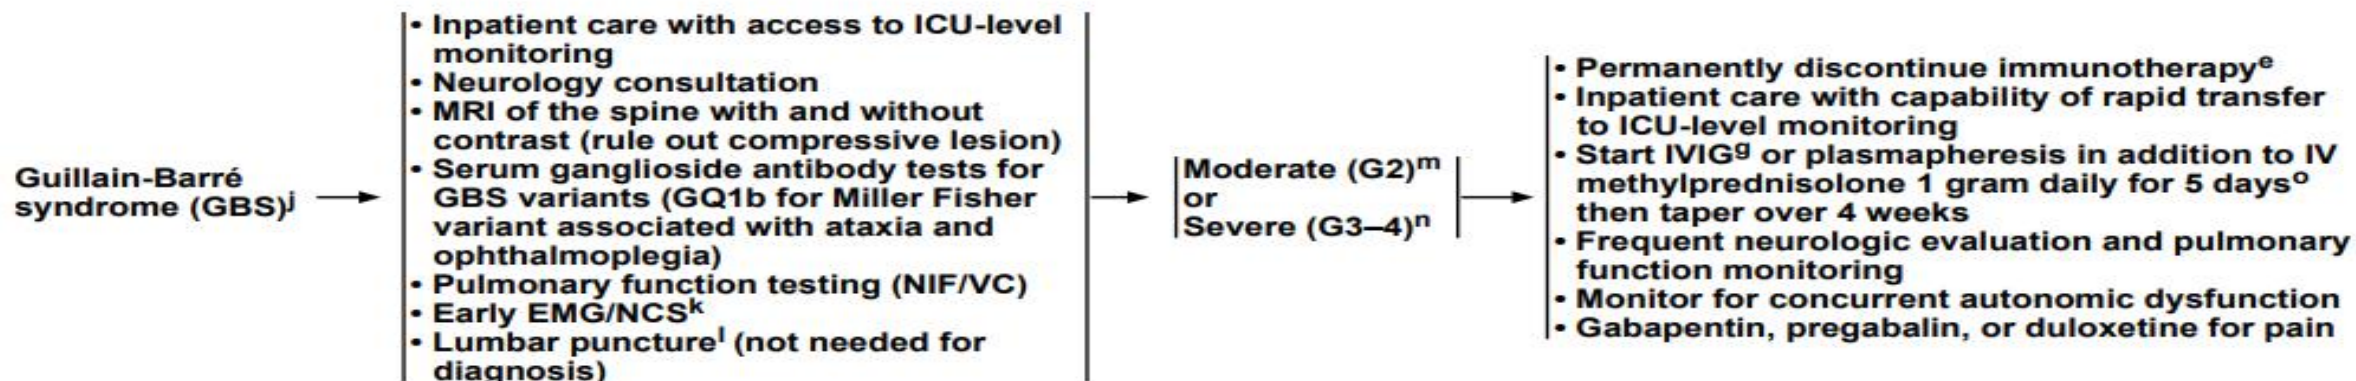 Guillain-Barré
syndrome (GBS)j
• Inpatient care with access to ICU-level
monitoring
• Neurology consultation
• MRI of the spine with and without
contrast (rule out compressive lesion)
• Serum ganglioside antibody tests for
GBS variants (GQ1b for Miller Fisher
variant associated with ataxia and
ophthalmoplegia)
• Pulmonary function testing (NIF/VC)
• Early EMG/NCSk
• Lumbar puncturel (not needed for
diagnosis)
Moderate (G2)m
or
Severe (G3–4)n
• Permanently discontinue immunotherapye
• Inpatient care with capability of rapid transfer
to ICU-level monitoring
• Start IVIGg or plasmapheresis in addition to IV
methylprednisolone 1 gram daily for 5 dayso
then taper over 4 weeks
• Frequent neurologic evaluation and pulmonary
function monitoring
• Monitor for concurrent autonomic dysfunction
• Gabapentin, pregabalin, or duloxetine for pain